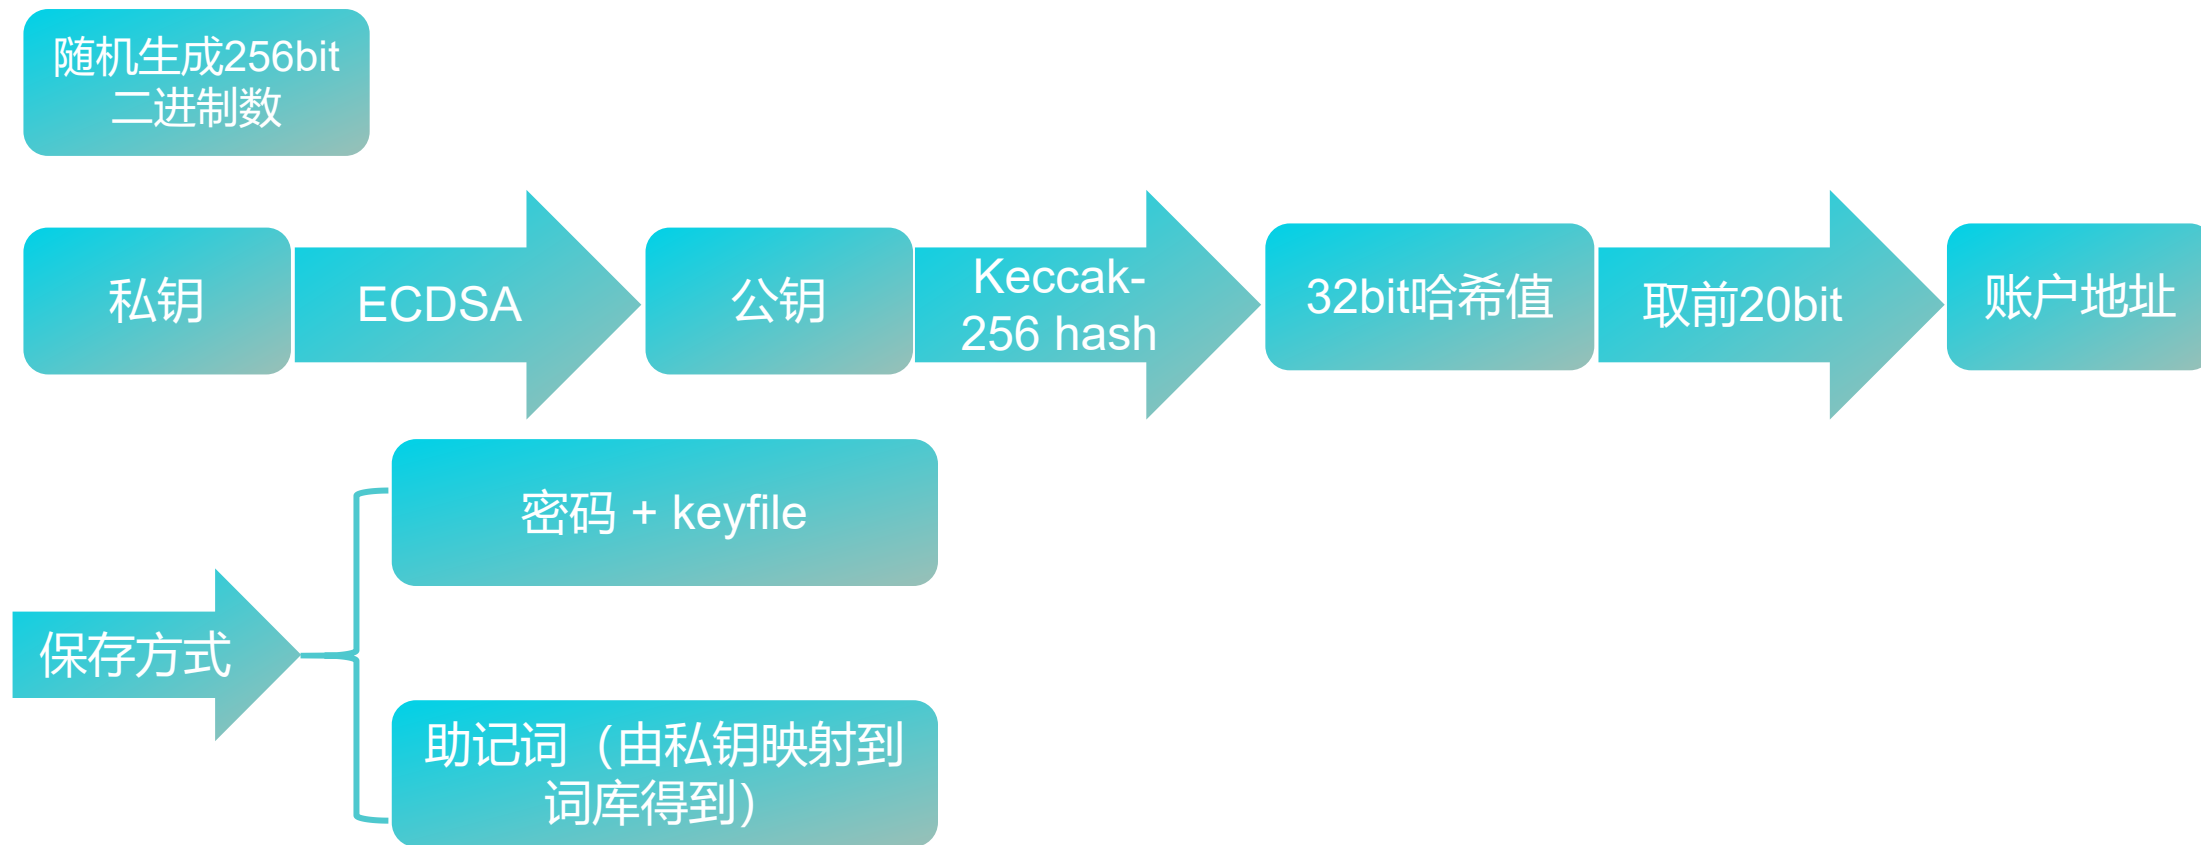 随机生成256bit
二进制数
私钥
ECDSA
公钥
Keccak-
256 hash
32bit哈希值
取前20bit
账户地址
密码 + keyfile
保存方式
助记词（由私钥映射到
词库得到）